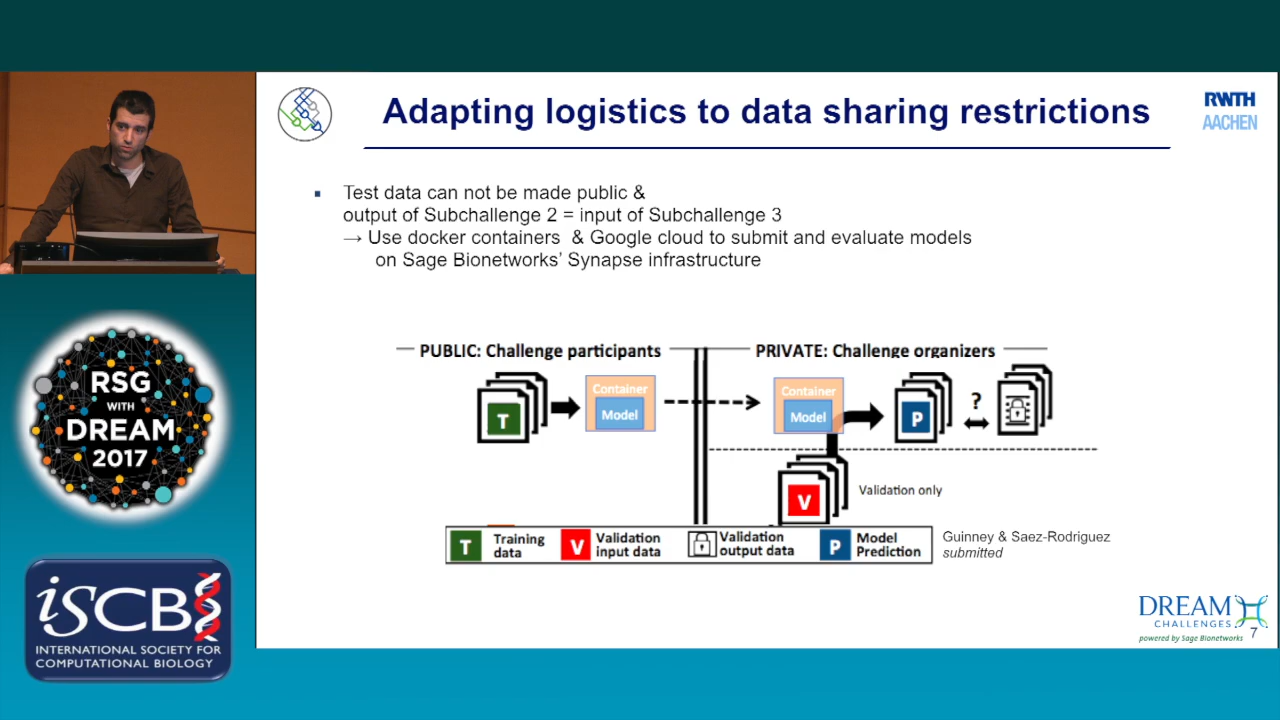 Adapting logistics to data sharing restrictions
RWTH
AACHEN
Test data can not be made public &
output of Subchallenge 2 = input of Subchallenge 3
→ Use docker containers & Google cloud to submit and evaluate models
on Sage Bionetworks' Synapse infrastructure
PUBLIC: Challenge participants
PRIVATE: Challenge organizers
T
Container
Model
Container
Model
P
?
V
Validation only
T
Training
data
V
Validation
input data
Validation
output data
P
Model
Prediction
Guinney & Saez-Rodriguez
submitted
DREAM
CHALLENGES
powered by Sage Bionetworks
7
RSG
WITH
DREAM
2017
iSCB
INTERNATIONAL SOCIETY FOR
COMPUTATIONAL BIOLOGY